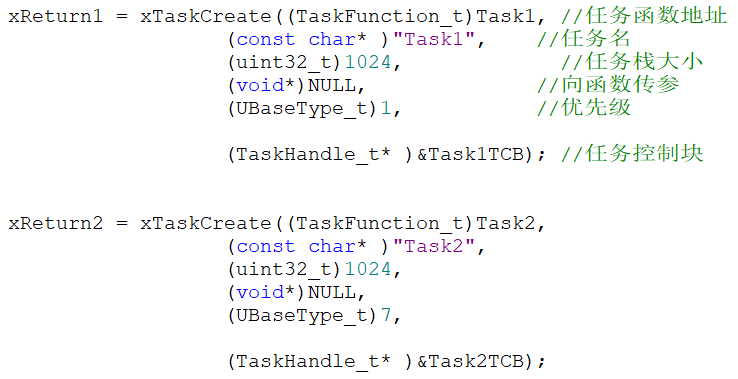 xReturn1 = xTaskCreate((TaskFunction_t)Task1, //任务函数地址
(const char* )"Task1", //任务名
(uint32_t)1024, //任务栈大小
(void*)NULL, //向函数传参
(UBaseType_t)1, //优先级
(TaskHandle_t* )&Task1TCB); //任务控制块
xReturn2 = xTaskCreate((TaskFunction_t)Task2,
(const char* )"Task2",
(uint32_t)1024,
(void*)NULL,
(UBaseType_t)7,
(TaskHandle_t* )&Task2TCB);